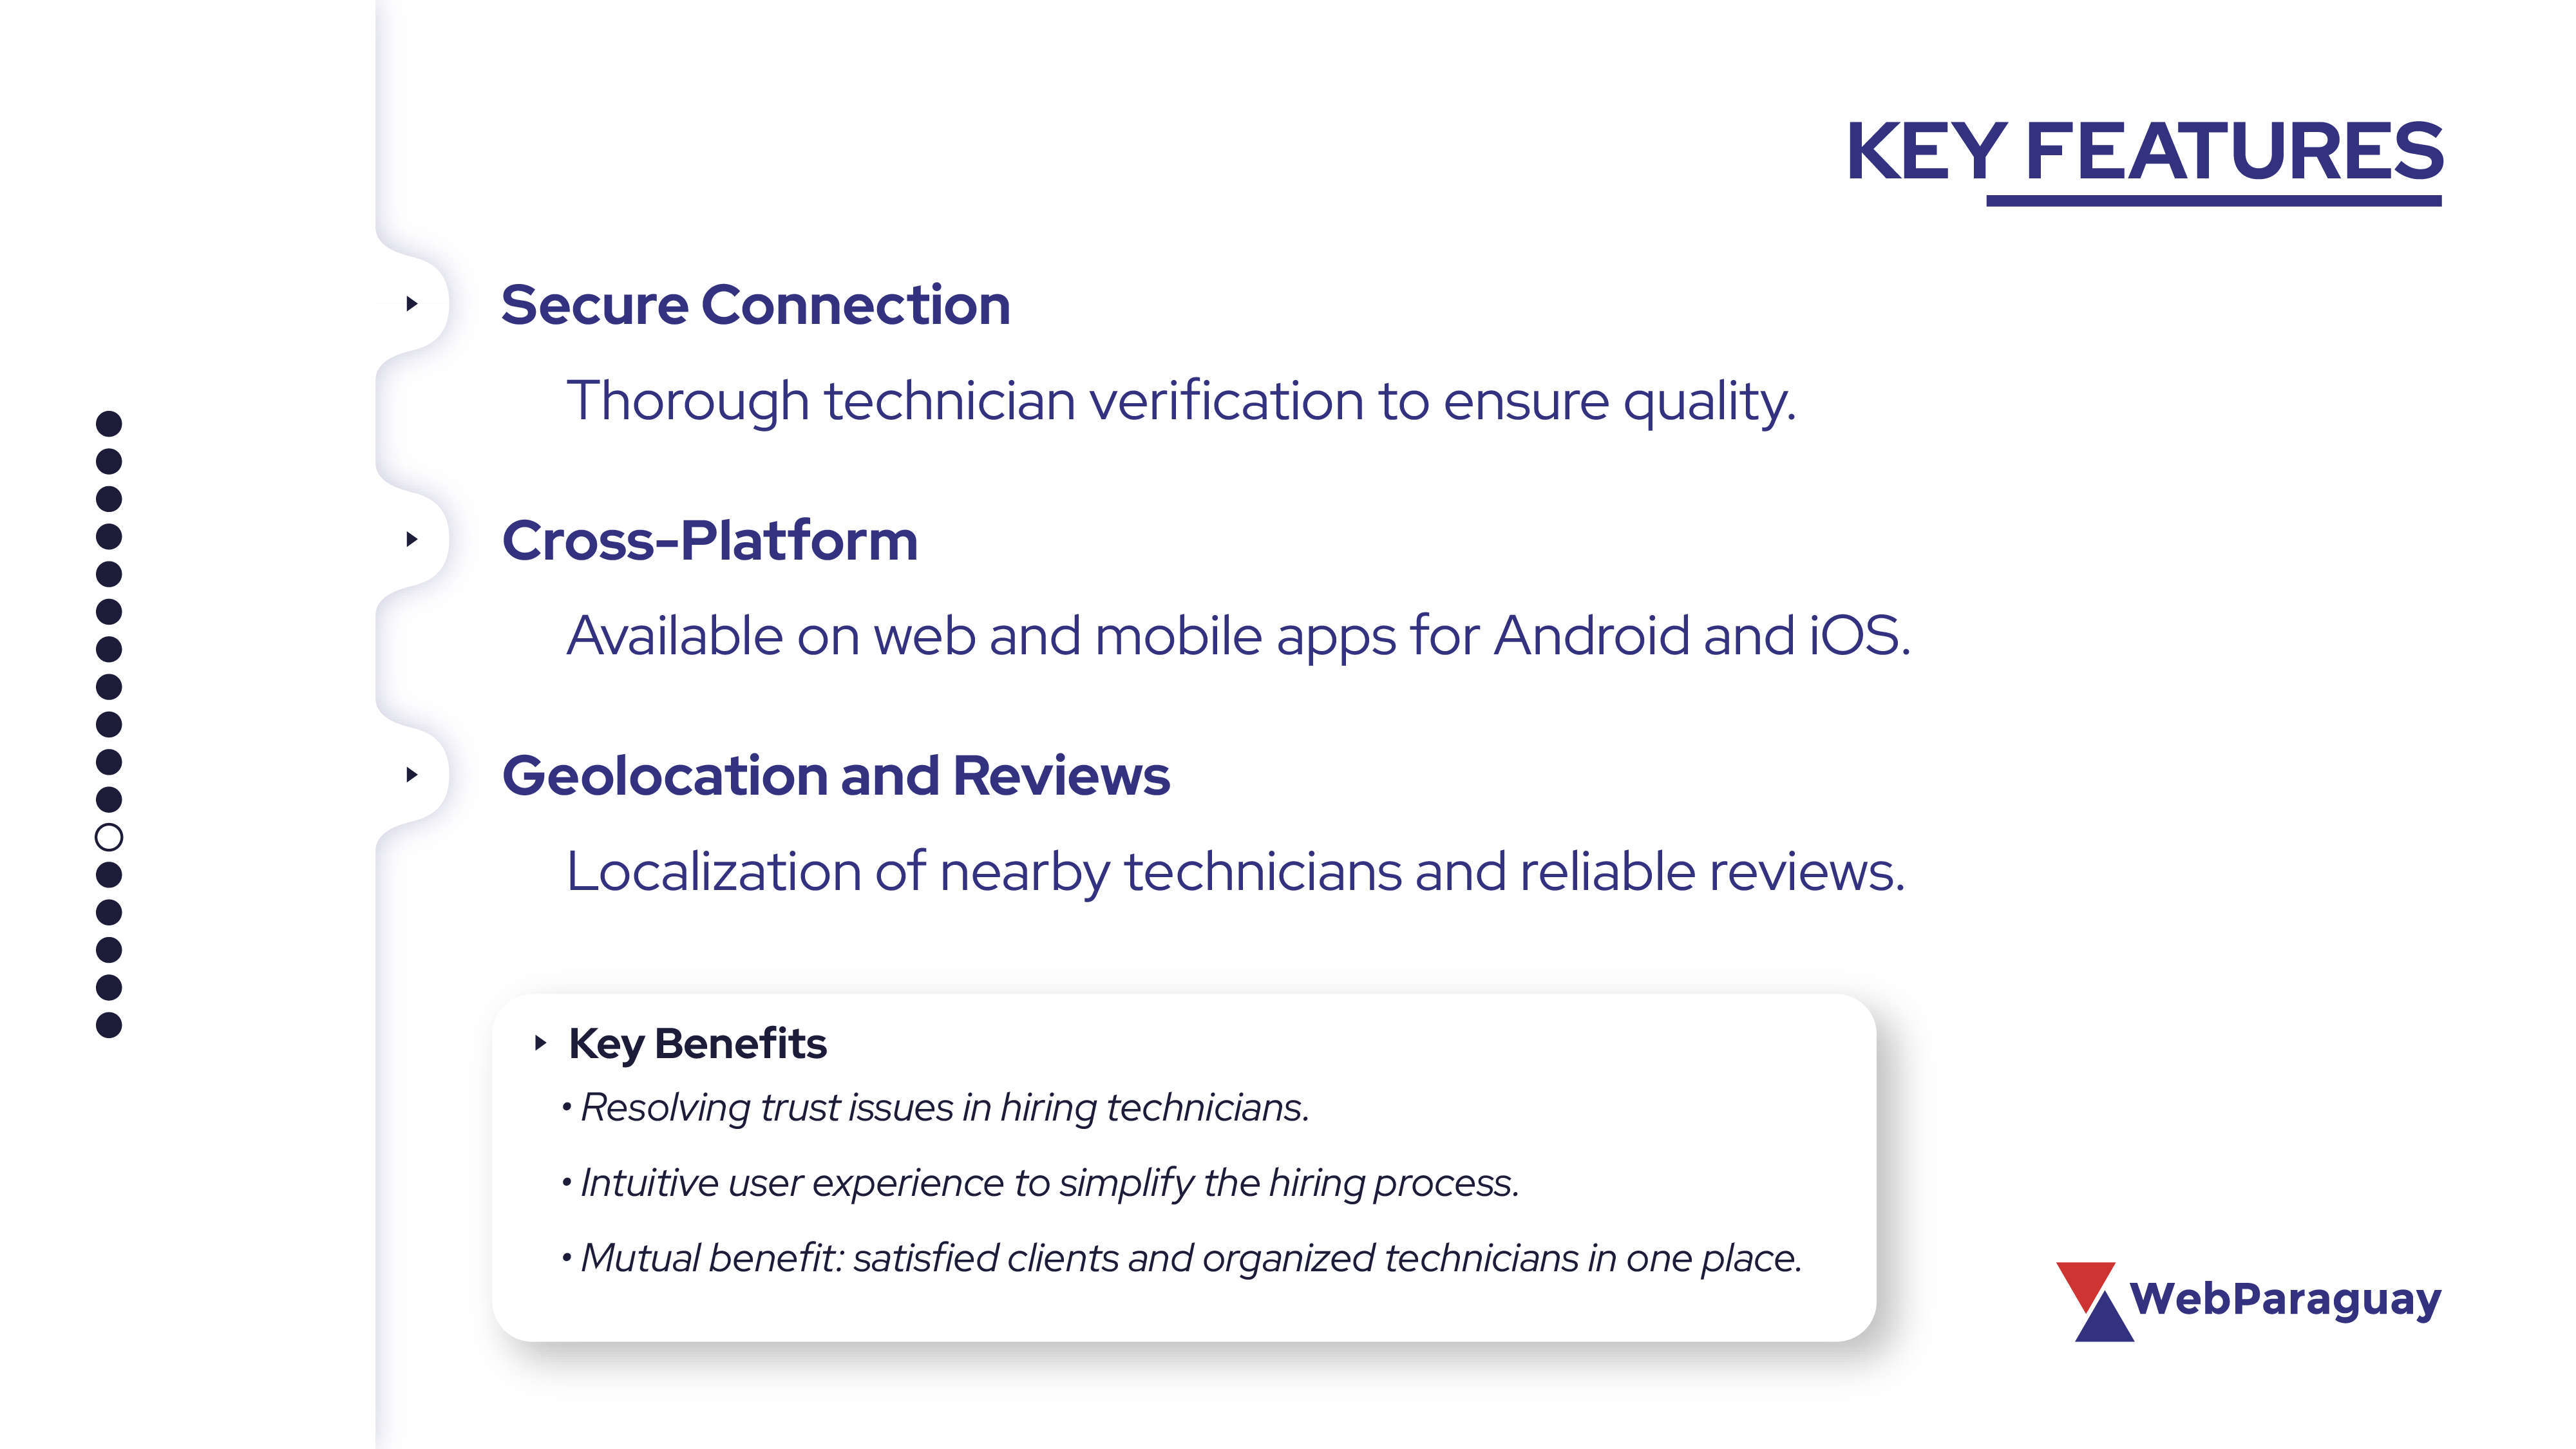 KEY FEATURES
Secure Connection
Thorough technician verification to ensure quality.
Cross-Platform
Available on web and mobile apps for Android and iOS.
Geolocation and Reviews
Localization of nearby technicians and reliable reviews.
Key Benefits
• Resolving trust issues in hiring technicians.
• Intuitive user experience to simplify the hiring process.
• Mutual benefit: satisfied clients and organized technicians in one place.
WebParaguay